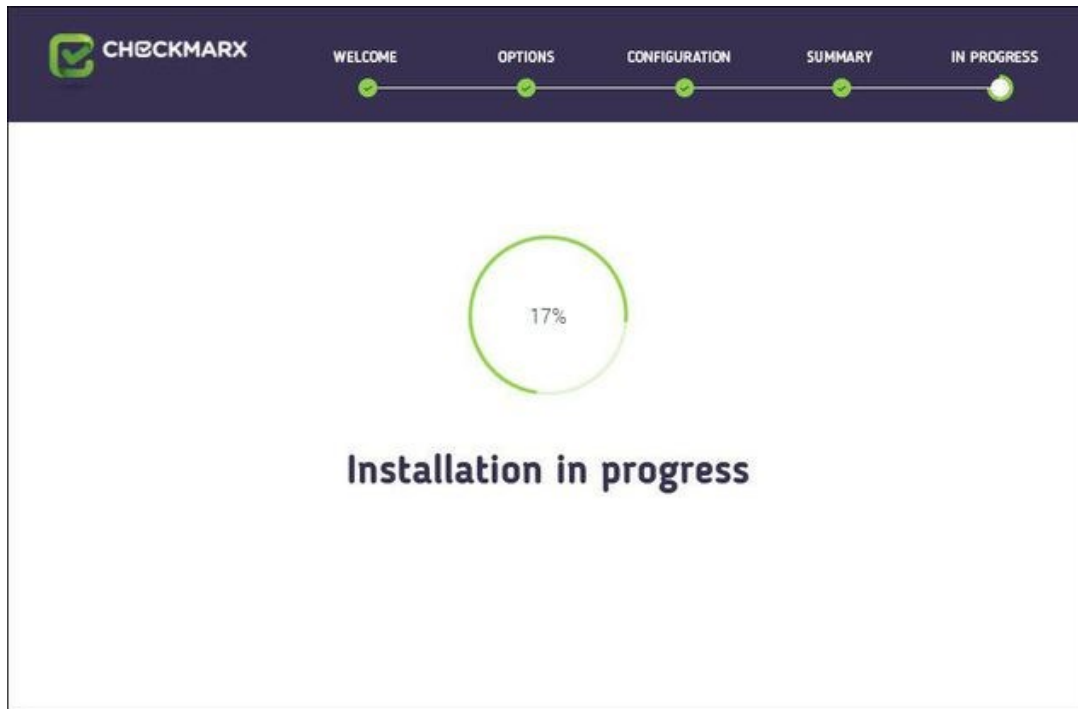 CHECKMARX
WELCOME
OPTIONS
CONFIGURATION
SUMMARY
IN PROGRESS
17%
Installation in progress